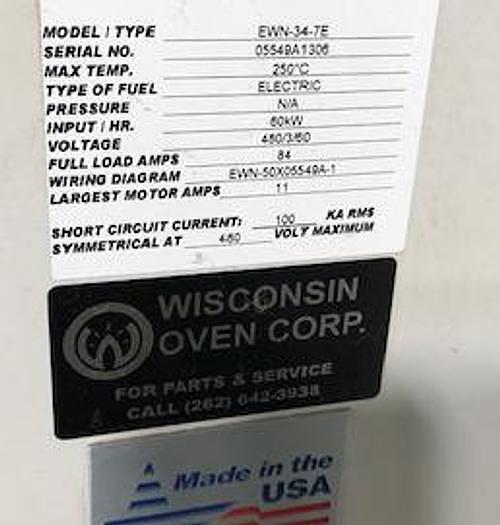 MODEL / TYPE EWN-34-7E
SERIAL NO. 05549A1306
MAX TEMP. 250°C
TYPE OF FUEL ELECTRIC
PRESSURE N/A
INPUT / HR. 60kW
VOLTAGE 480/3/60
FULL LOAD AMPS 84
WIRING DIAGRAM EWN-50X05549A-1
LARGEST MOTOR AMPS 11
SHORT CIRCUIT CURRENT: 100 KA RMS
SYMMETRICAL AT 480 VOLT MAXIMUM
WISCONSIN
OVEN CORP.
FOR PARTS & SERVICE
CALL (262) 642-3938
Made in the
USA